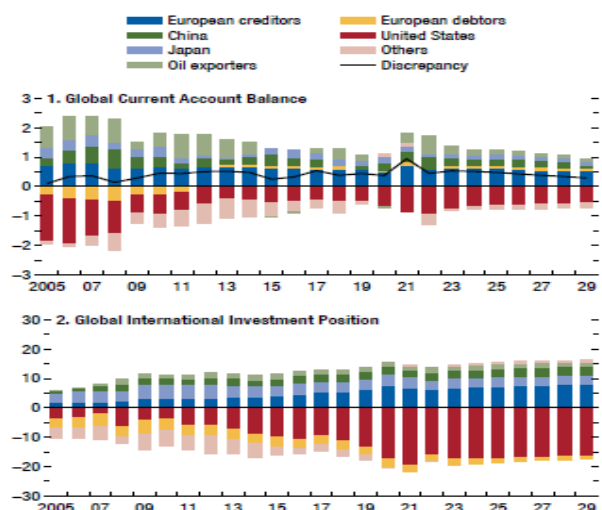 European creditors European debtors
China United States
Japan Others
Oil exporters Discrepancy
3 – 1. Global Current Account Balance
2 –
1 –
0
–1 –
–2 –
–3
2005 07 09 11 13 15 17 19 21 23 25 27 29
30 – 2. Global International Investment Position
20 –
10 –
0
–10 –
–20 –
–30
2005 07 09 11 13 15 17 19 21 23 25 27 29